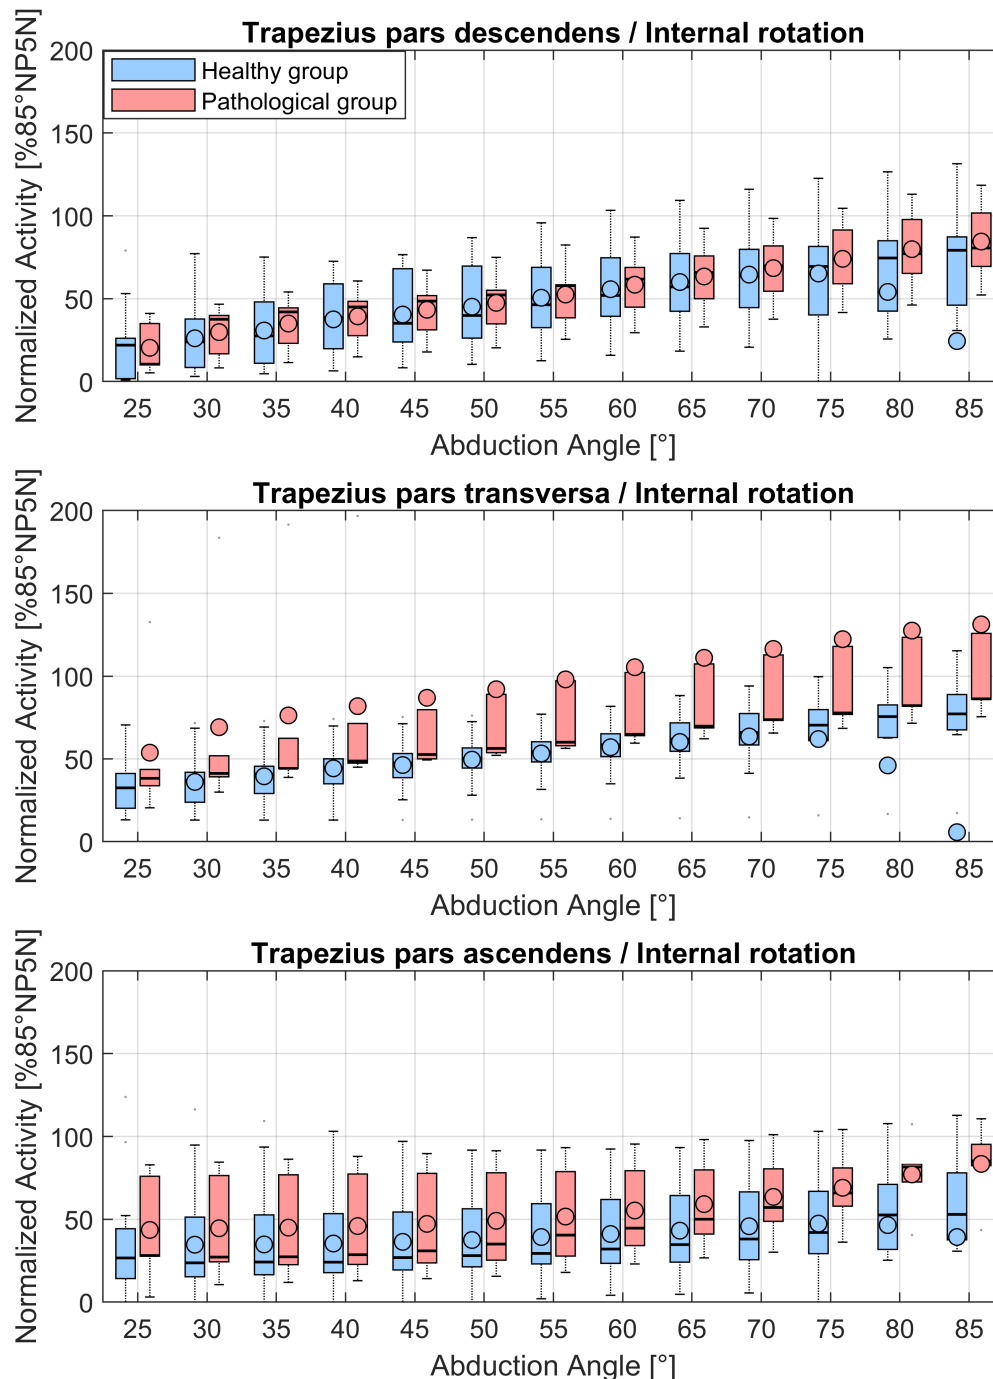 Trapezius pars descendens / Internal rotation
Normalized Activity [%85°NP5N]
200
150
100
50
0
Healthy group
Pathological group
25 30 35 40 45 50 55 60 65 70 75 80 85
Abduction Angle [°]
Trapezius pars transversa / Internal rotation
Normalized Activity [%85°NP5N]
200
150
100
50
0
25 30 35 40 45 50 55 60 65 70 75 80 85
Abduction Angle [°]
Trapezius pars ascendens / Internal rotation
Normalized Activity [%85°NP5N]
200
150
100
50
0
25 30 35 40 45 50 55 60 65 70 75 80 85
Abduction Angle [°]